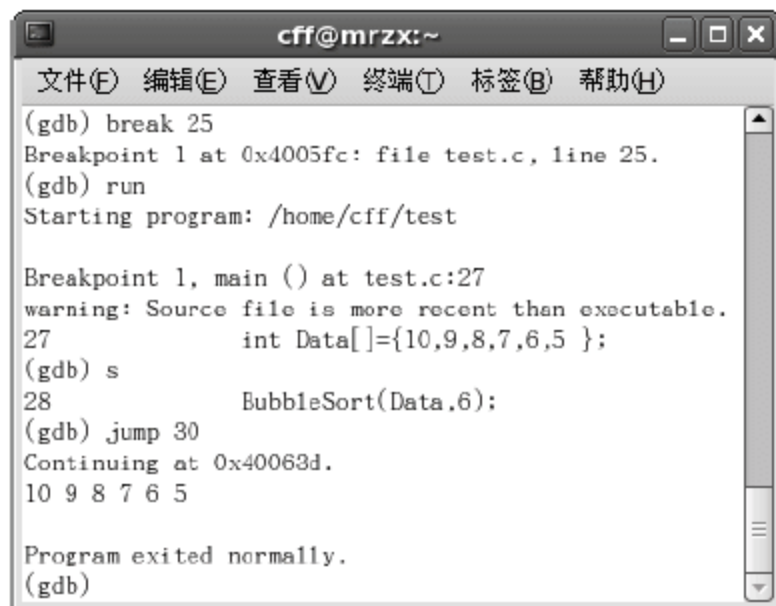 cff@mrzx:~
文件(F) 编辑(E) 查看(V) 终端(T) 标签(B) 帮助(H)
(gdb) break 25
Breakpoint 1 at 0x4005fc: file test.c, line 25.
(gdb) run
Starting program: /home/cff/test
Breakpoint 1, main () at test.c:27
warning: Source file is more recent than executable.
27 int Data[]={10,9,8,7,6,5 };
(gdb) s
28 BubbleSort(Data,6);
(gdb) jump 30
Continuing at 0x40063d.
10 9 8 7 6 5
Program exited normally.
(gdb)